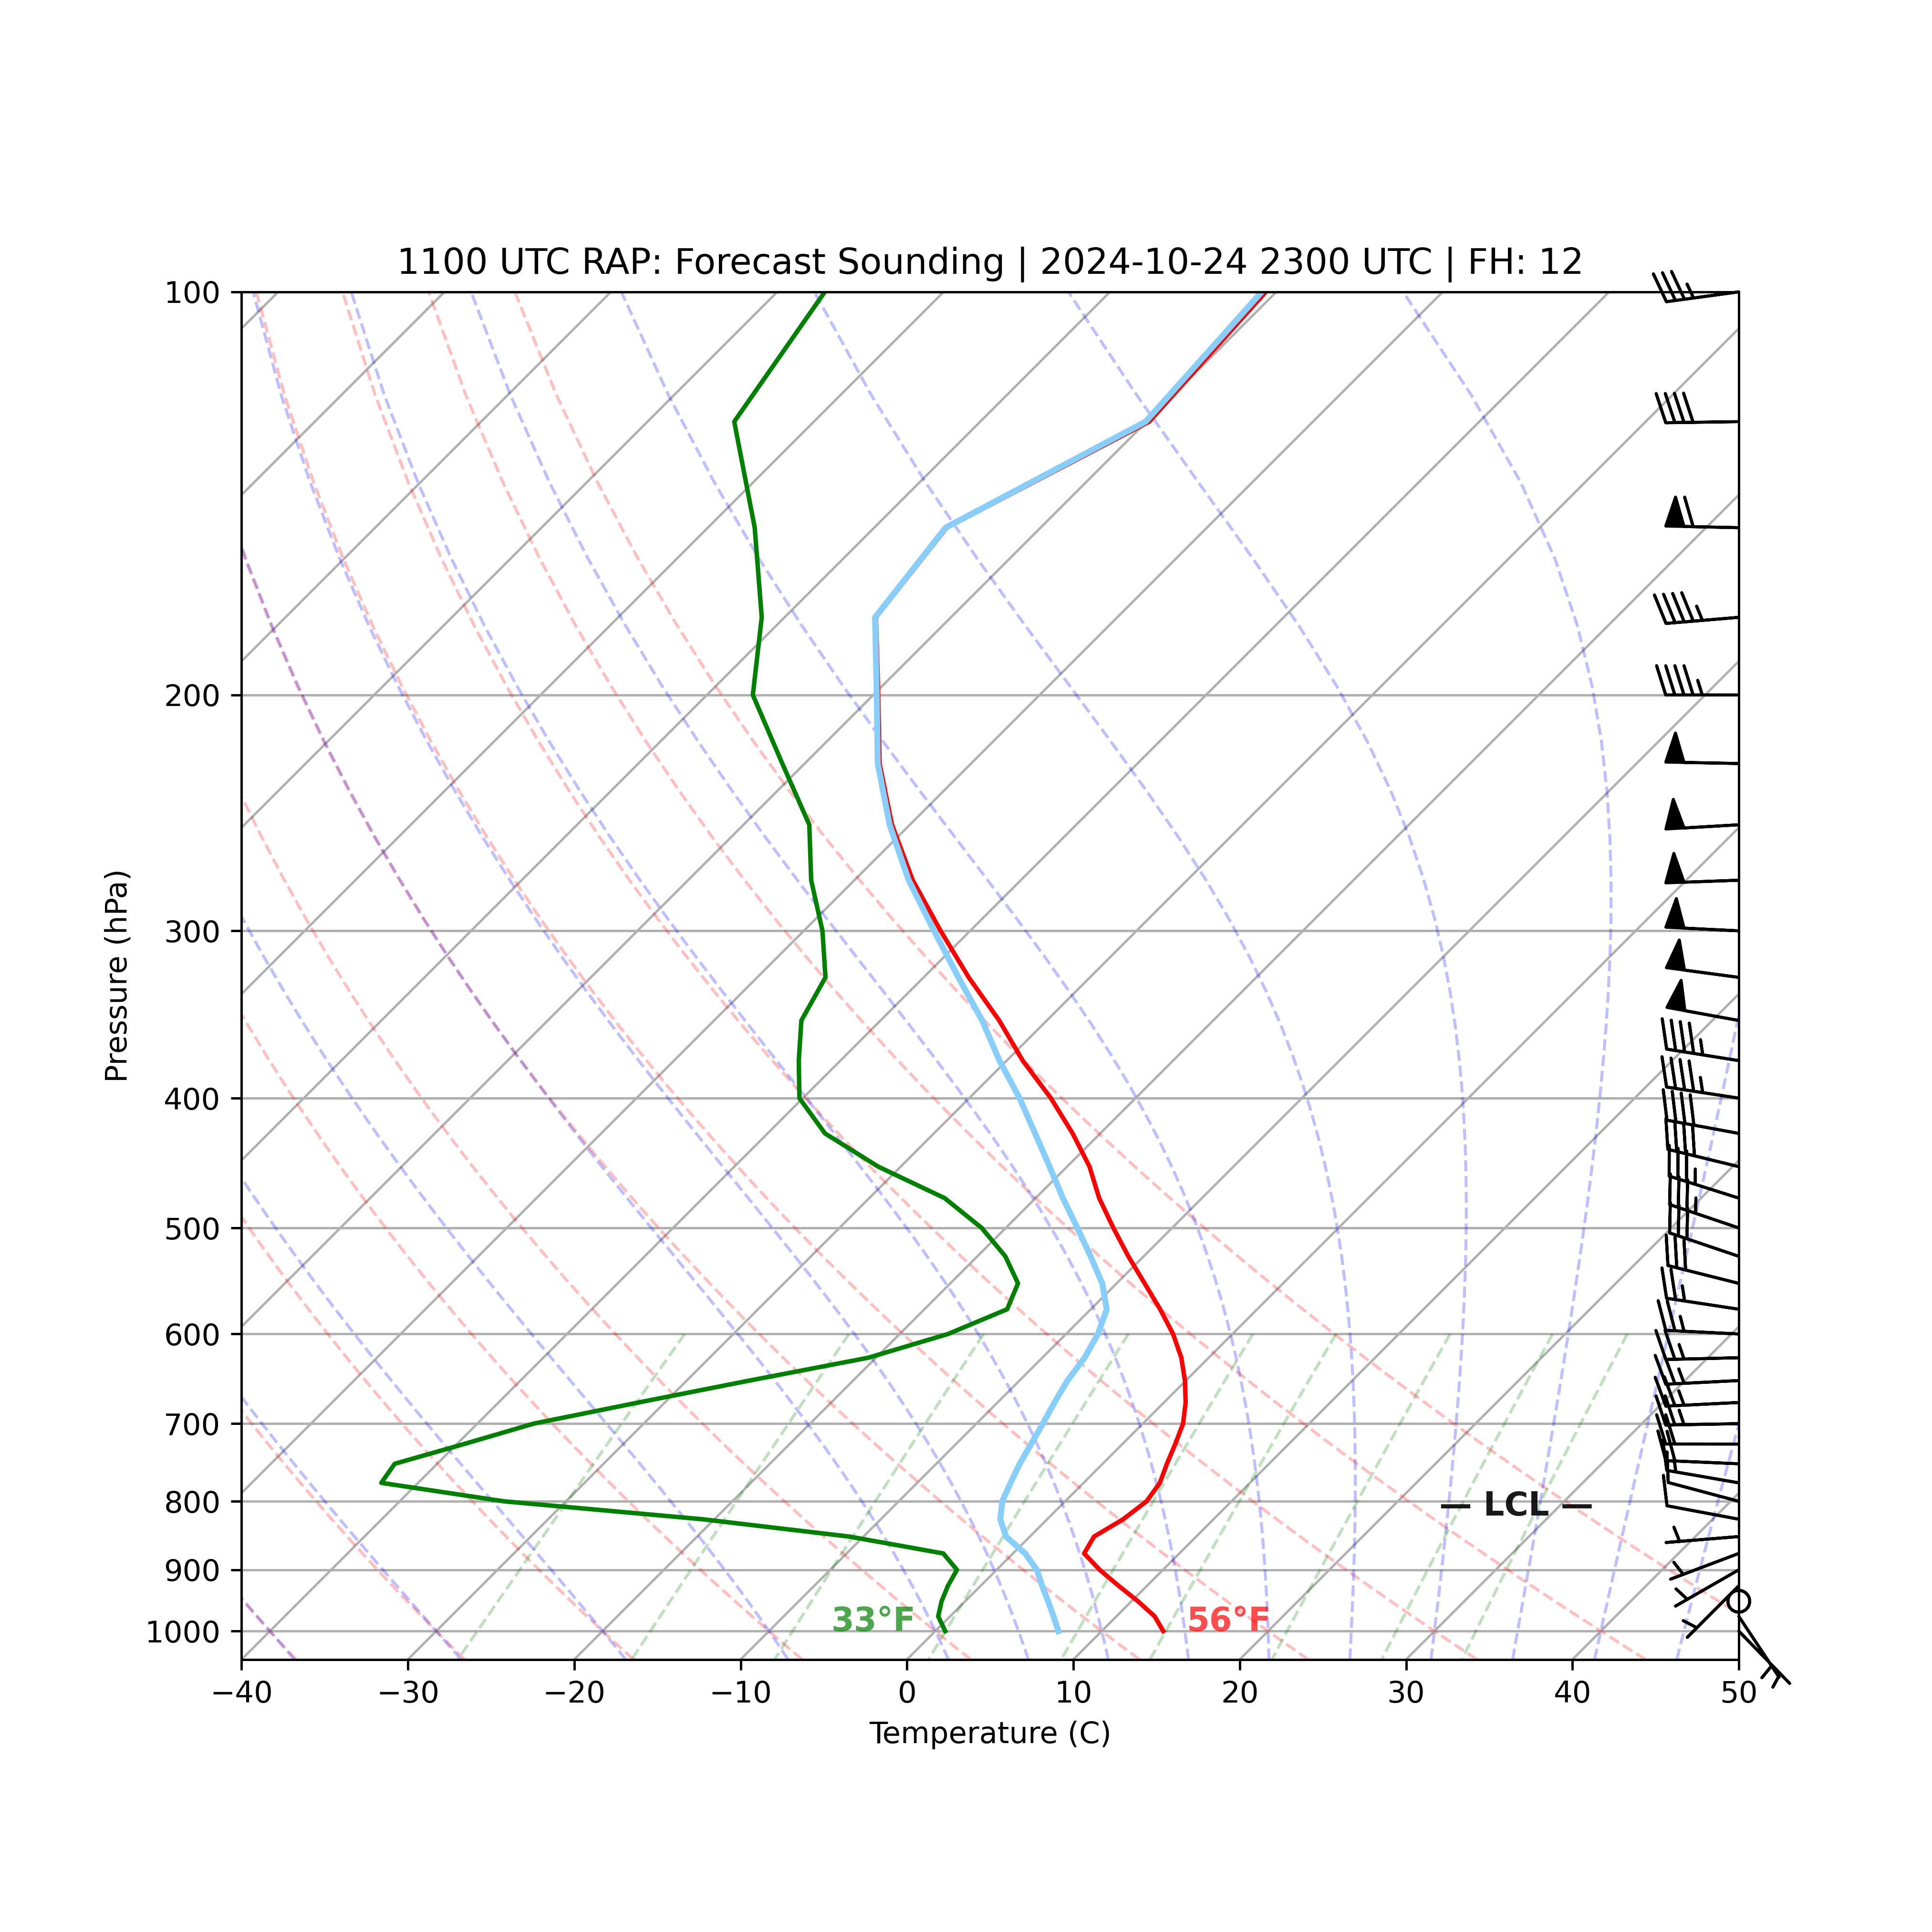 1100 UTC RAP: Forecast Sounding | 2024-10-24 2300 UTC | FH: 12
100
200
300
400
500
600
700
800
900
1000
Pressure (hPa)
— LCL —
33°F
56°F
−40 −30 −20 −10 0 10 20 30 40 50
Temperature (C)